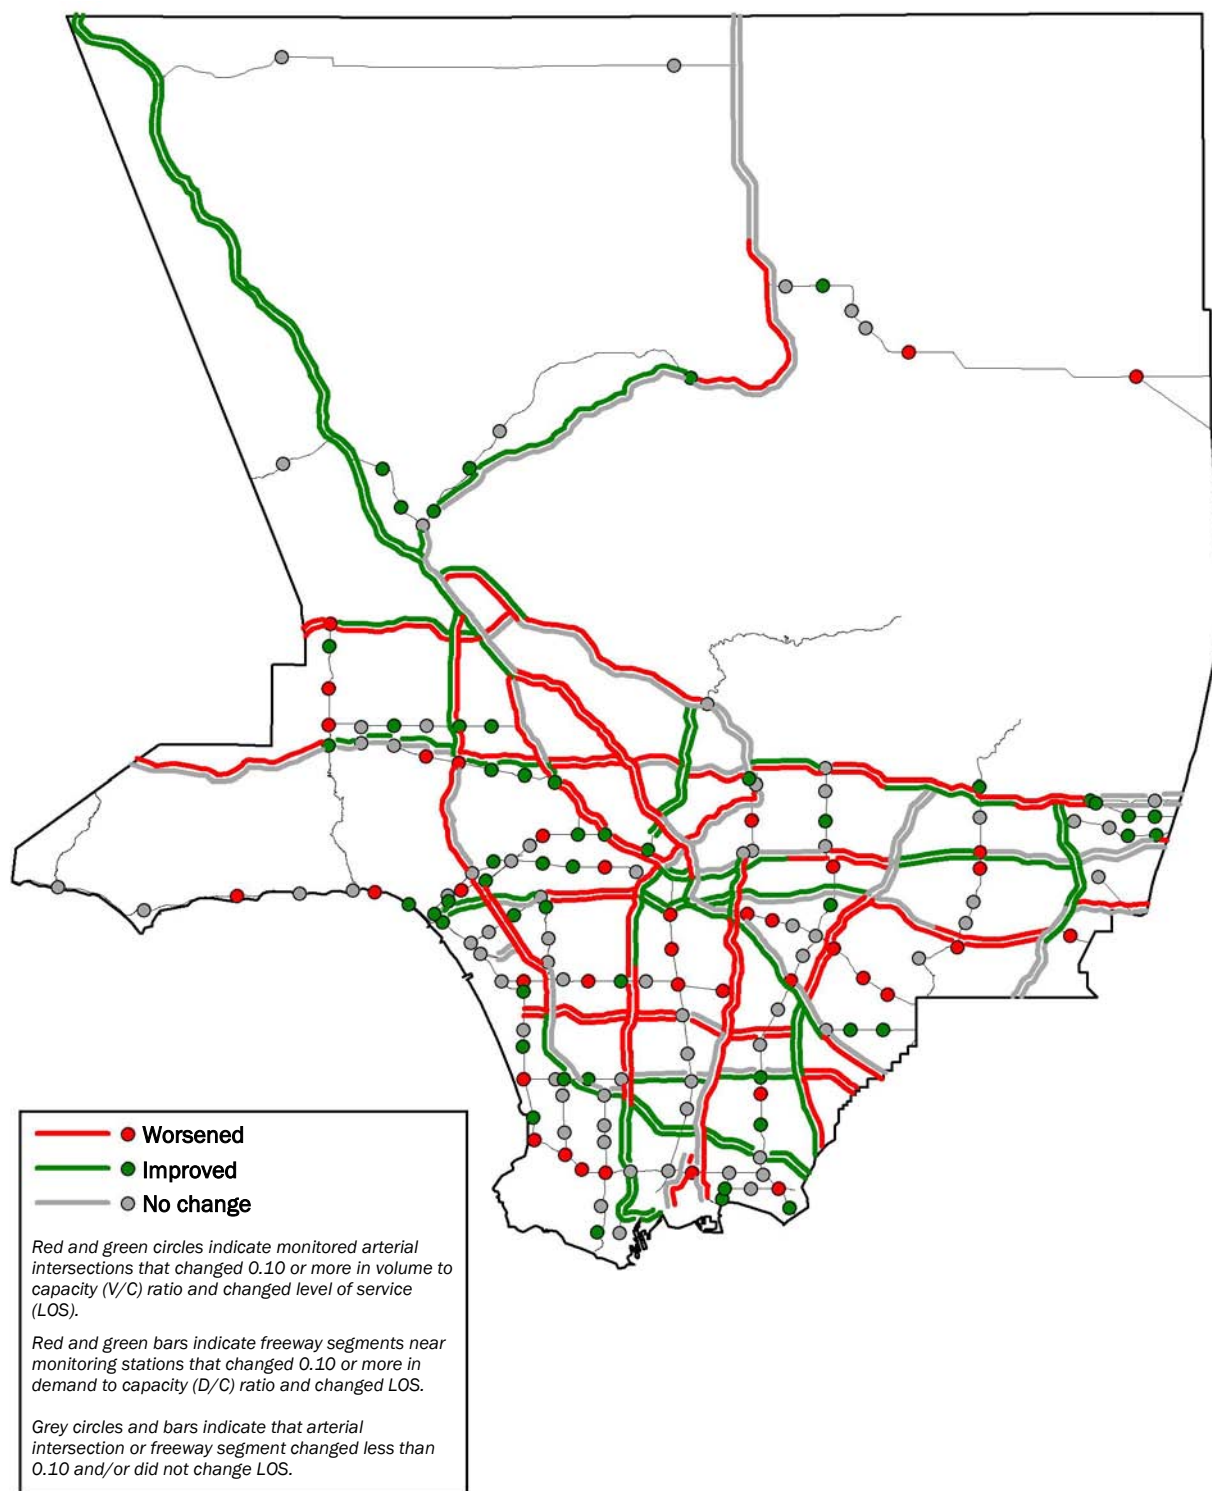 Worsened
Improved
No change
Red and green circles indicate monitored arterial
intersections that changed 0.10 or more in volume to
capacity (V/C) ratio and changed level of service
(LOS).
Red and green bars indicate freeway segments near
monitoring stations that changed 0.10 or more in
demand to capacity (D/C) ratio and changed LOS.
Grey circles and bars indicate that arterial
intersection or freeway segment changed less than
0.10 and/or did not change LOS.